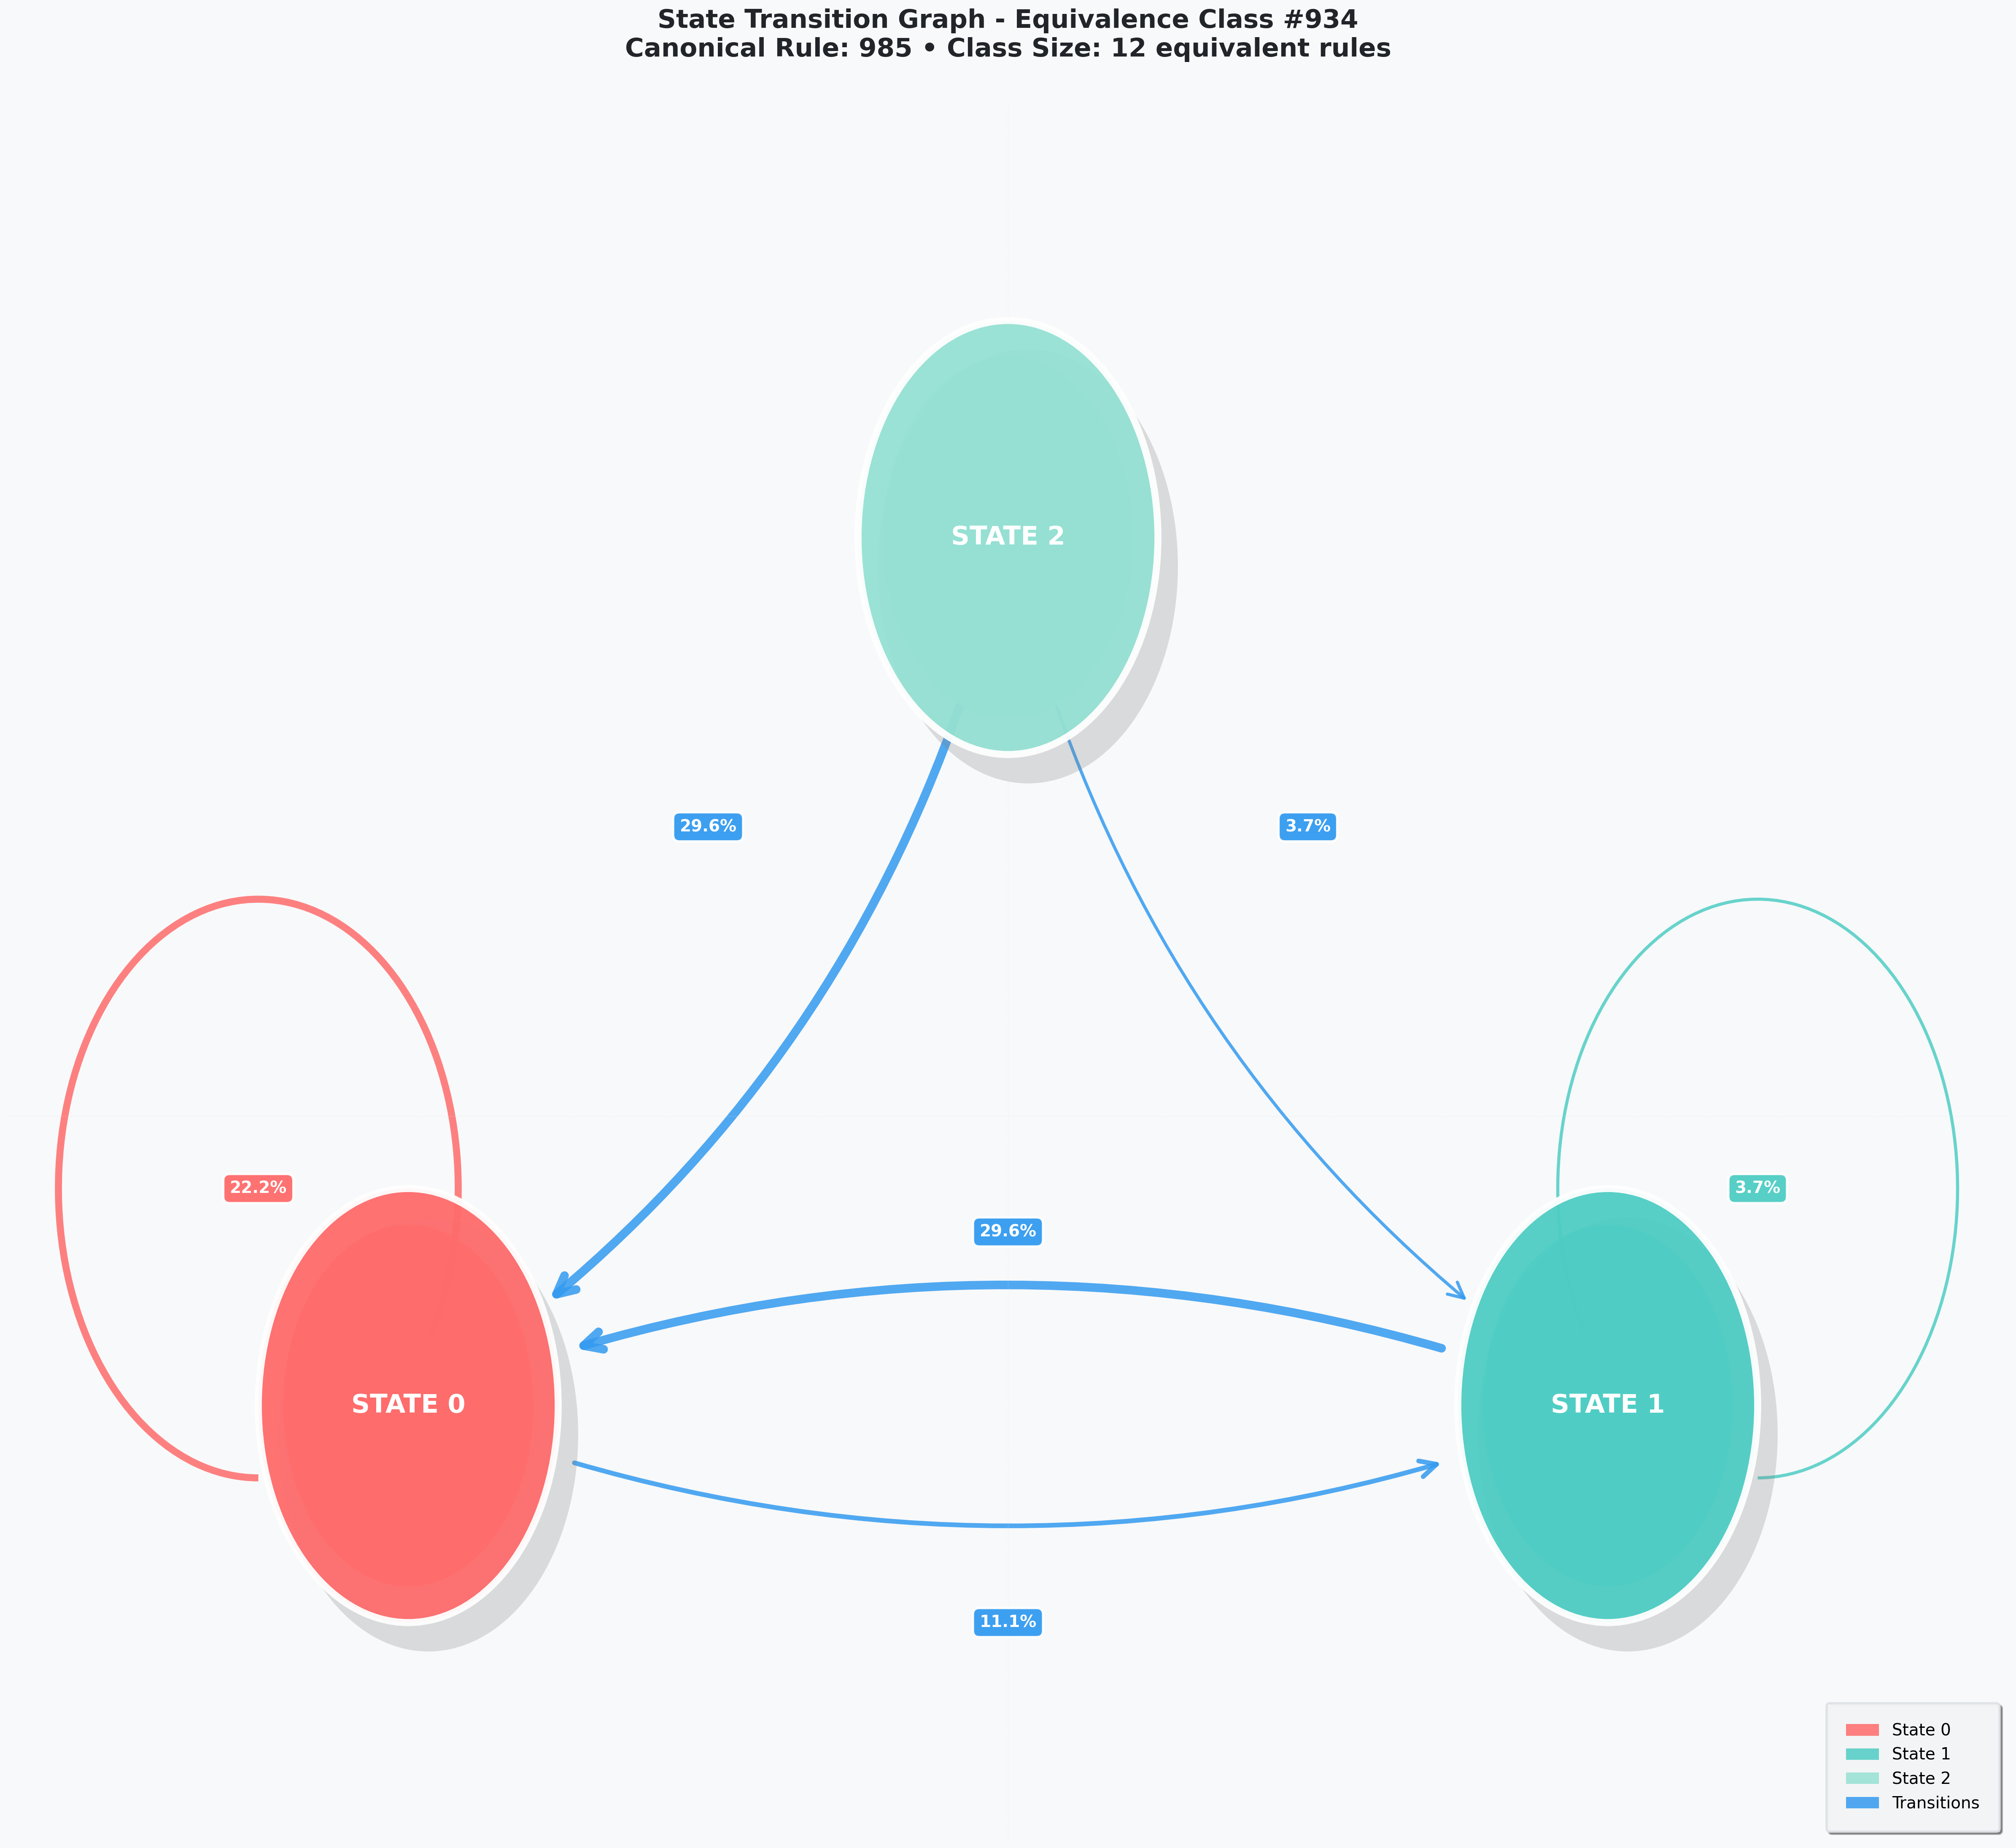 State Transition Graph - Equivalence Class #934
Canonical Rule: 985 • Class Size: 12 equivalent rules
STATE 2
29.6%
3.7%
22.2%
3.7%
29.6%
STATE 0
STATE 1
11.1%
State 0
State 1
State 2
Transitions